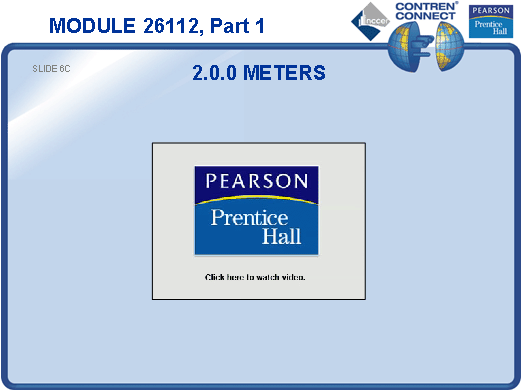 MODULE 26112, Part 1
nccer
CONTREN®
CONNECT
PEARSON
Prentice
Hall
SLIDE 6C
2.0.0 METERS
PEARSON
Prentice
Hall
Click here to watch video.